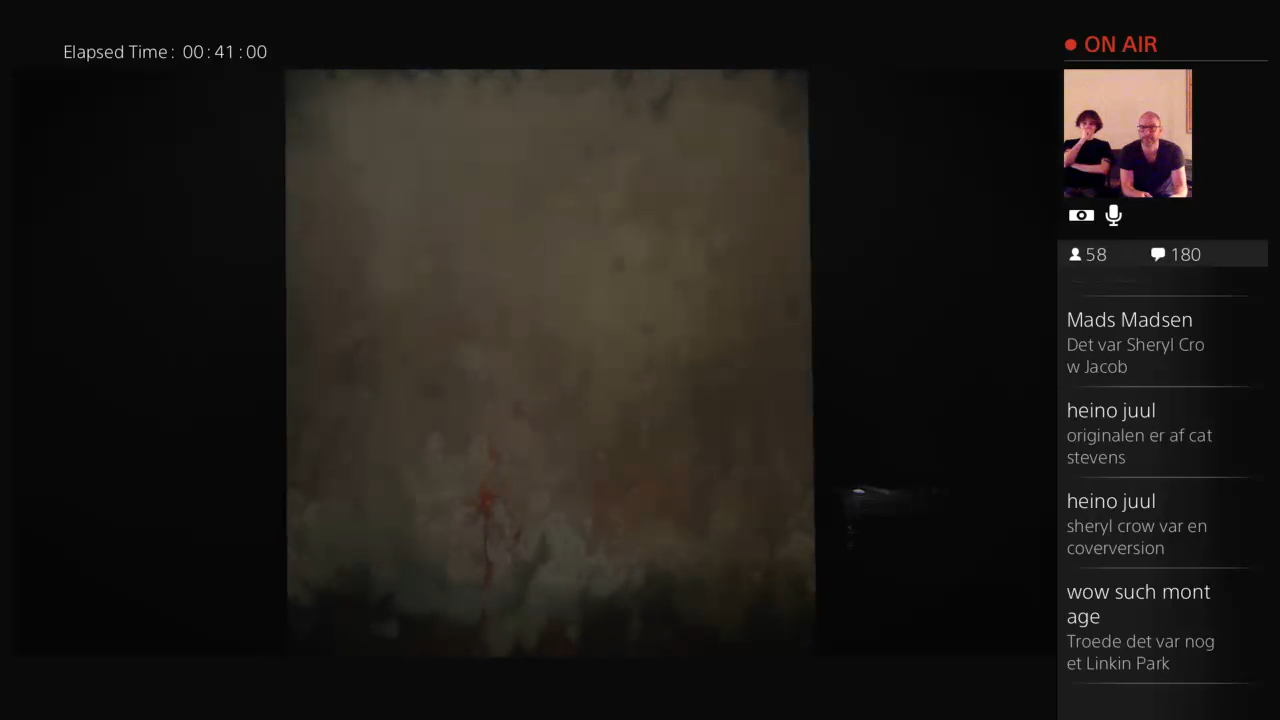 Elapsed Time: 00:41:00
ON AIR
58 180
Mads Madsen
Det var Sheryl Cro
w Jacob
heino juul
originalen er af cat
stevens
heino juul
sheryl crow var en
coverversion
wow such mont
age
Troede det var nog
et Linkin Park